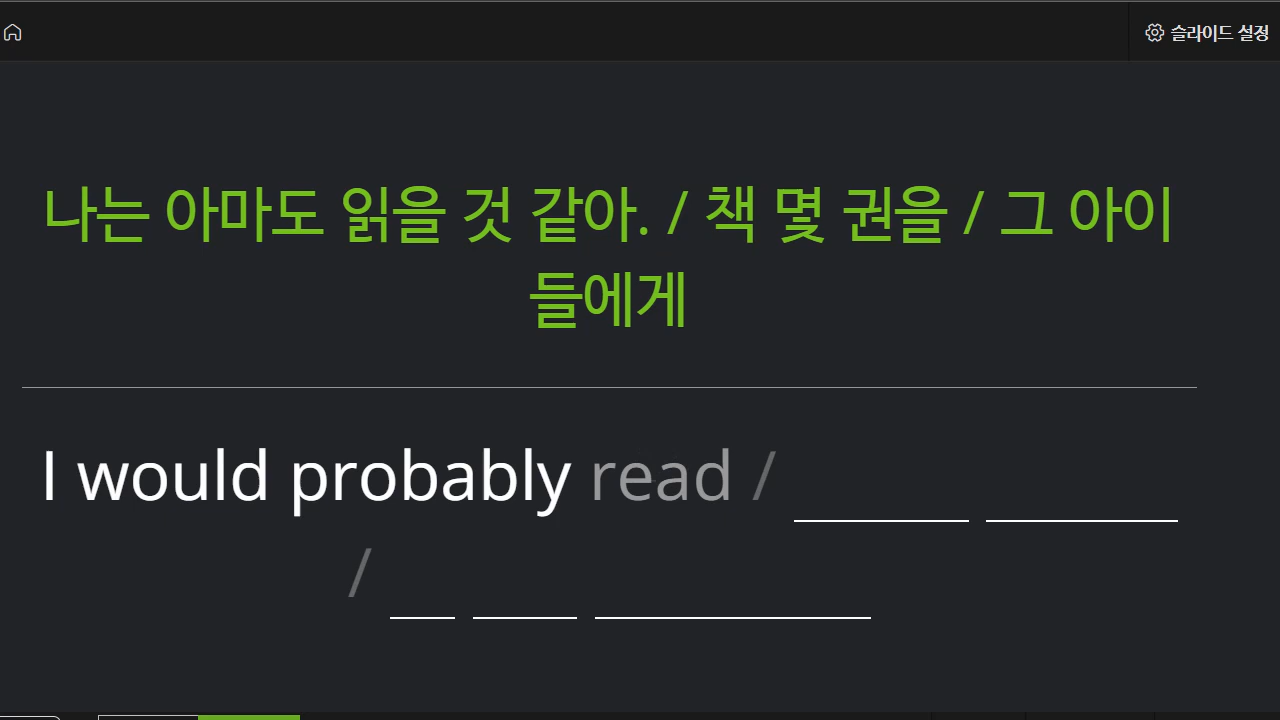 슬라이드 설정
나는 아마도 읽을 것 같아. / 책 몇 권을 / 그 아이
들에게
I would probably read /
/